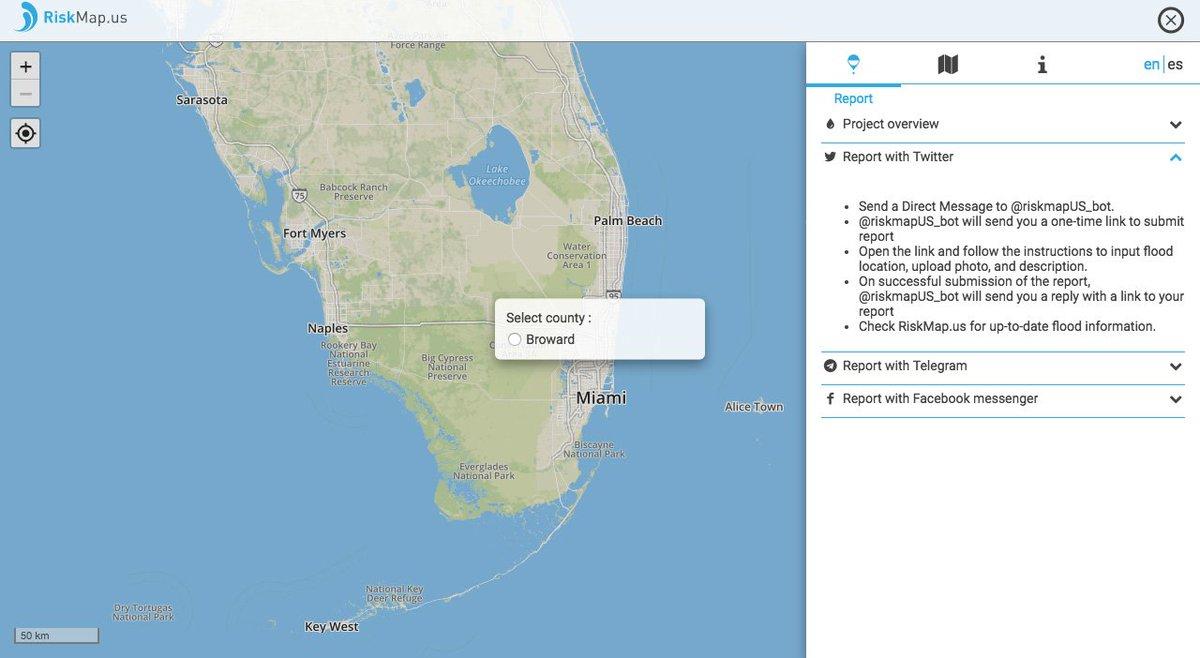 RiskMap.us
Avon Park Air
Force Range
+
−
Sarasota
Lake
Okeechobee
75
Babcock Ranch
Preserve
Palm Beach
Fort Myers
Water
Conservation
Area 1
95
Select county :
Broward
Naples
Rookery Bay
National
Estuarine
Research
Reserve
Big Cypress
National
Preserve
Miami
Alice Town
Biscayne
National Park
Everglades
National Park
National Key
Deer Refuge
Dry Tortugas
National Park
Key West
50 km
en|es
Report
Project overview
Report with Twitter
• Send a Direct Message to @riskmapUS_bot.
• @riskmapUS_bot will send you a one-time link to submit
report
• Open the link and follow the instructions to input flood
location, upload photo, and description.
• On successful submission of the report,
@riskmapUS_bot will send you a reply with a link to your
report
• Check RiskMap.us for up-to-date flood information.
Report with Telegram
Report with Facebook messenger